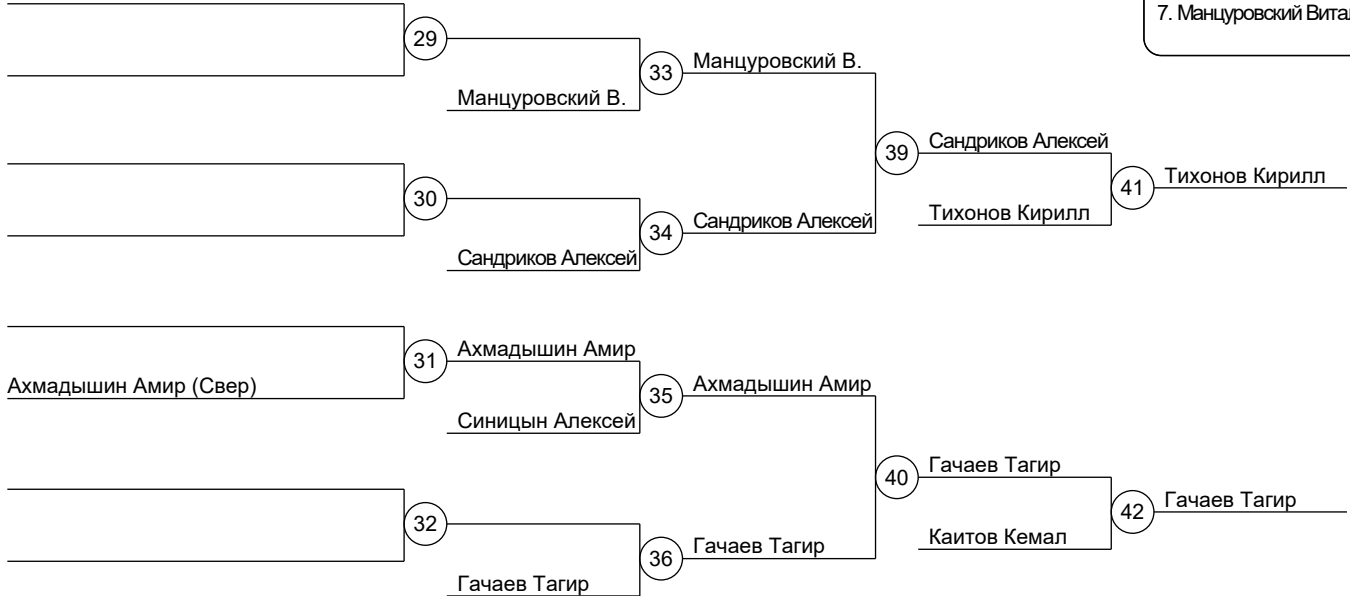 7. Манцуровский Вита
29
33
Манцуровский В.
Манцуровский В.
39
Сандриков Алексей
41
Тихонов Кирилл
30
34
Сандриков Алексей
Тихонов Кирилл
Сандриков Алексей
31
Ахмадышин Амир
Ахмадышин Амир (Свер)
35
Ахмадышин Амир
Синицын Алексей
40
Гачаев Тагир
42
Гачаев Тагир
32
36
Гачаев Тагир
Каитов Кемал
Гачаев Тагир